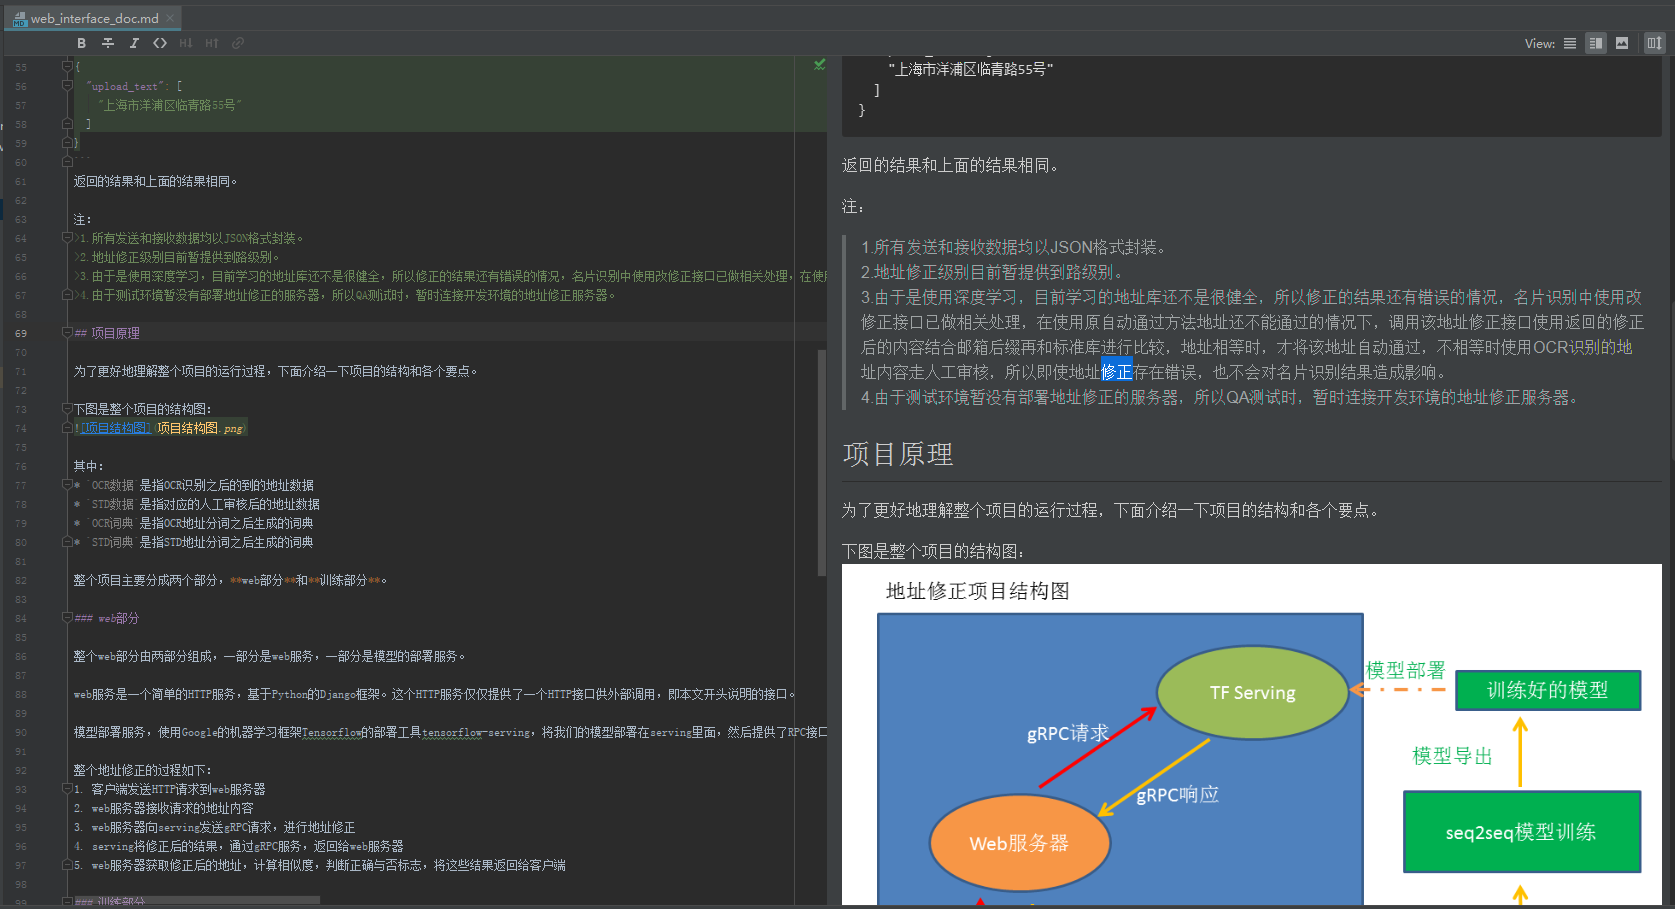 web_interface_doc.md
View:
55 {
56 "upload_text": [
57 "上海市洋浦区临青路55号"
58 ]
59 }
60 ```
61 返回的结果和上面的结果相同。
62
63 注：
64 >1.所有发送和接收数据均以JSON格式封装。
65 >2.地址修正级别目前暂提供到路级别。
66 >3.由于是使用深度学习，目前学习的地址库还不是很健全，所以修正的结果还有错误的情况，名片识别中使用改修正接口已做相关处理，在使用
67 >4.由于测试环境暂没有部署地址修正的服务器，所以QA测试时，暂时连接开发环境的地址修正服务器。
68
69 ## 项目原理
70
71 为了更好地理解整个项目的运行过程，下面介绍一下项目的结构和各个要点。
72
73 下图是整个项目的结构图：
74 ![项目结构图](项目结构图.png)
75
76 其中：
77 * `OCR数据`是指OCR识别之后的到的地址数据
78 * `STD数据`是指对应的人工审核后的地址数据
79 * `OCR词典`是指OCR地址分词之后生成的词典
80 * `STD词典`是指STD地址分词之后生成的词典
81
82 整个项目主要分成两个部分，**web部分**和**训练部分**。
83
84 ### web部分
85
86 整个web部分由两部分组成，一部分是web服务，一部分是模型的部署服务。
87
88 web服务是一个简单的HTTP服务，基于Python的Django框架。这个HTTP服务仅仅提供了一个HTTP接口供外部调用，即本文开头说明的接口。
89
90 模型部署服务，使用Google的机器学习框架Tensorflow的部署工具tensorflow-serving，将我们的模型部署在serving里面，然后提供了RPC接口
91
92 整个地址修正的过程如下：
93 1. 客户端发送HTTP请求到web服务器
94 2. web服务器接收请求的地址内容
95 3. web服务器向serving发送gRPC请求，进行地址修正
96 4. serving将修正后的结果，通过gRPC服务，返回给web服务器
97 5. web服务器获取修正后的地址，计算相似度，判断正确与否标志，将这些结果返回给客户端
98
99 ### 训练部分
"上海市洋浦区临青路55号"
]
}
返回的结果和上面的结果相同。
注：
1.所有发送和接收数据均以JSON格式封装。
2.地址修正级别目前暂提供到路级别。
3.由于是使用深度学习，目前学习的地址库还不是很健全，所以修正的结果还有错误的情况，名片识别中使用改
修正接口已做相关处理，在使用原自动通过方法地址还不能通过的情况下，调用该地址修正接口使用返回的修正
后的内容结合邮箱后缀再和标准库进行比较，地址相等时，才将该地址自动通过，不相等时使用OCR识别的地
址内容走人工审核，所以即使地址修正存在错误，也不会对名片识别结果造成影响。
4.由于测试环境暂没有部署地址修正的服务器，所以QA测试时，暂时连接开发环境的地址修正服务器。
项目原理
为了更好地理解整个项目的运行过程，下面介绍一下项目的结构和各个要点。
下图是整个项目的结构图：
地址修正项目结构图
模型部署
TF Serving
训练好的模型
gRPC请求
模型导出
gRPC响应
seq2seq模型训练
Web服务器